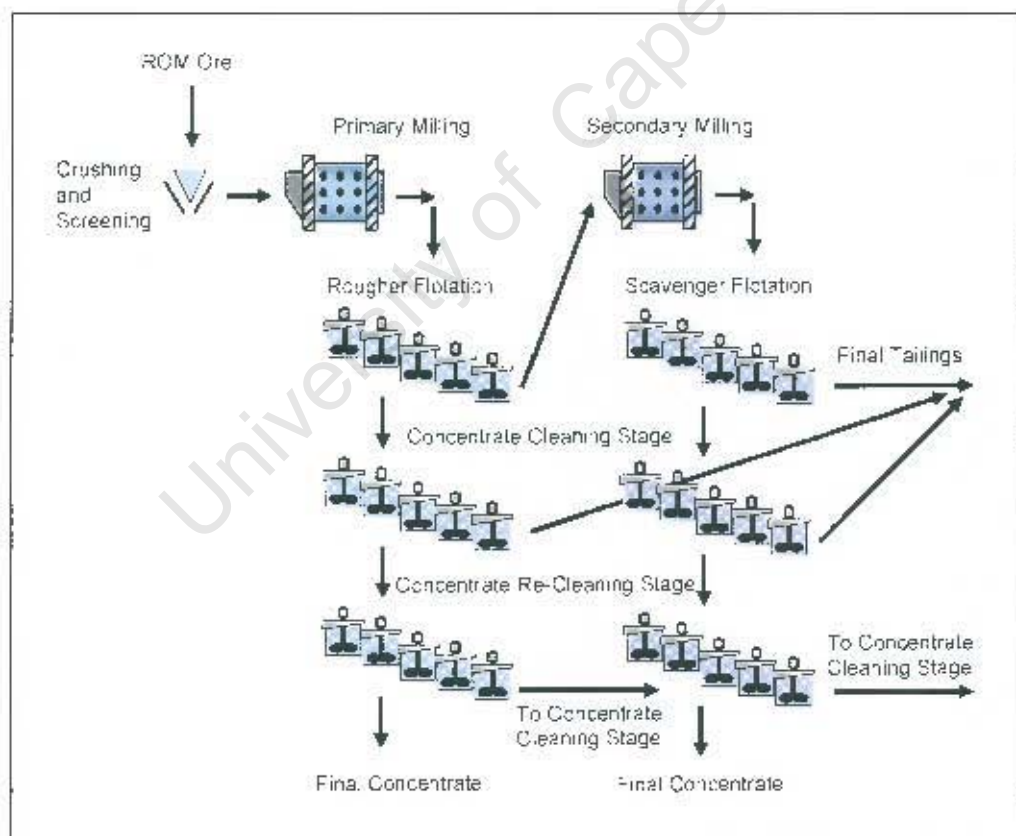 ROM Ore
Primary Milling
Secondary Milling
Crushing
and
Screening
Rougher Flotation
Scavenger Flotation
Final Tailings
Concentrate Cleaning Stage
Concentrate Re-Cleaning Stage
To Concentrate
Cleaning Stage
To Concentrate
Cleaning Stage
Final Concentrate
Final Concentrate
University of Cape